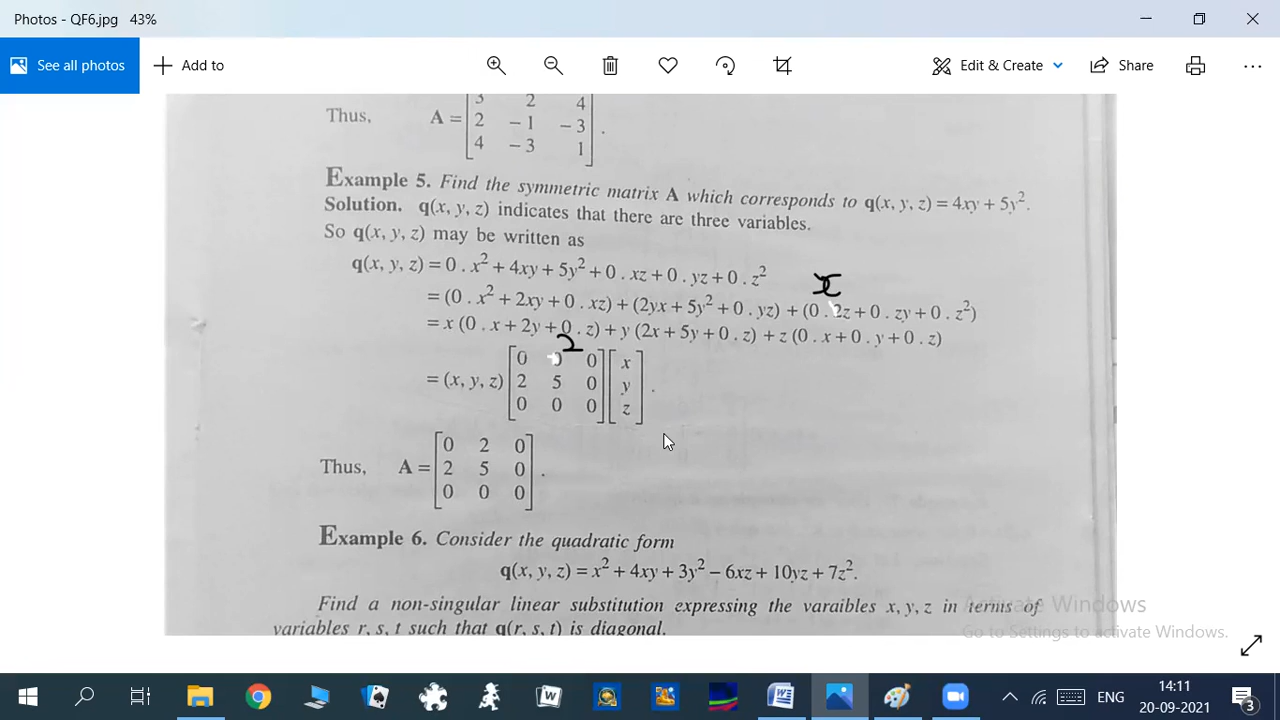 Photos - QF6.jpg 43%
See all photos Add to Edit & Create Share
3 2 4
Thus, A = 2 -1 -3 .
4 -3 1
Example 5. Find the symmetric matrix A which corresponds to q(x, y, z) = 4xy + 5y².
Solution. q(x, y, z) indicates that there are three variables.
So q(x, y, z) may be written as
q(x, y, z) = 0 . x² + 4xy + 5y² + 0 . xz + 0 . yz + 0 . z²
x
= (0 . x² + 2xy + 0 . xz) + (2yx + 5y² + 0 . yz) + (0 . 2z + 0 . zy + 0 . z²)
= x (0 . x + 2y + 0 . z) + y (2x + 5y + 0 . z) + z (0 . x + 0 . y + 0 . z)
2
0 0 0 x
= (x, y, z) 2 5 0 y .
0 0 0 z
0 2 0
Thus, A = 2 5 0 .
0 0 0
Example 6. Consider the quadratic form
q(x, y, z) = x² + 4xy + 3y² − 6xz + 10yz + 7z².
Find a non-singular linear substitution expressing the varaibles x, y, z in terms of
variables r, s, t such that q(r, s, t) is diagonal.
Activate Windows
Go to Settings to activate Windows.
ENG 14:11
20-09-2021 3